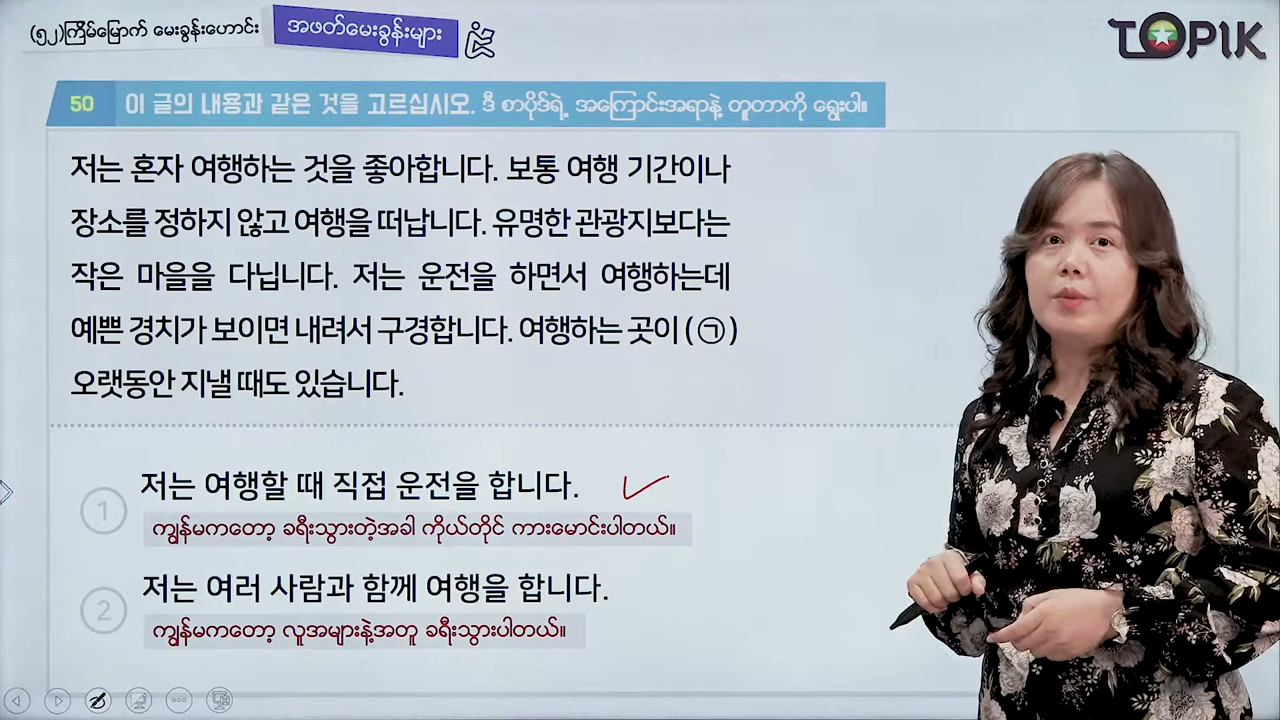 (၅၂)ကြိမ်မြောက် မေးခွန်းဟောင်း
အဖတ်မေးခွန်းများ
TOPIK
50 이 글의 내용과 같은 것을 고르십시오. ဒီ စာပိုဒ်ရဲ့ အကြောင်းအရာနဲ့ တူတာကို ရွေးပါ။
저는 혼자 여행하는 것을 좋아합니다. 보통 여행 기간이나
장소를 정하지 않고 여행을 떠납니다. 유명한 관광지보다는
작은 마을을 다닙니다. 저는 운전을 하면서 여행하는데
예쁜 경치가 보이면 내려서 구경합니다. 여행하는 곳이 (㉠)
오랫동안 지낼 때도 있습니다.
1 저는 여행할 때 직접 운전을 합니다.
ကျွန်မကတော့ ခရီးသွားတဲ့အခါ ကိုယ်တိုင် ကားမောင်းပါတယ်။
2 저는 여러 사람과 함께 여행을 합니다.
ကျွန်မကတော့ လူအများနဲ့အတူ ခရီးသွားပါတယ်။